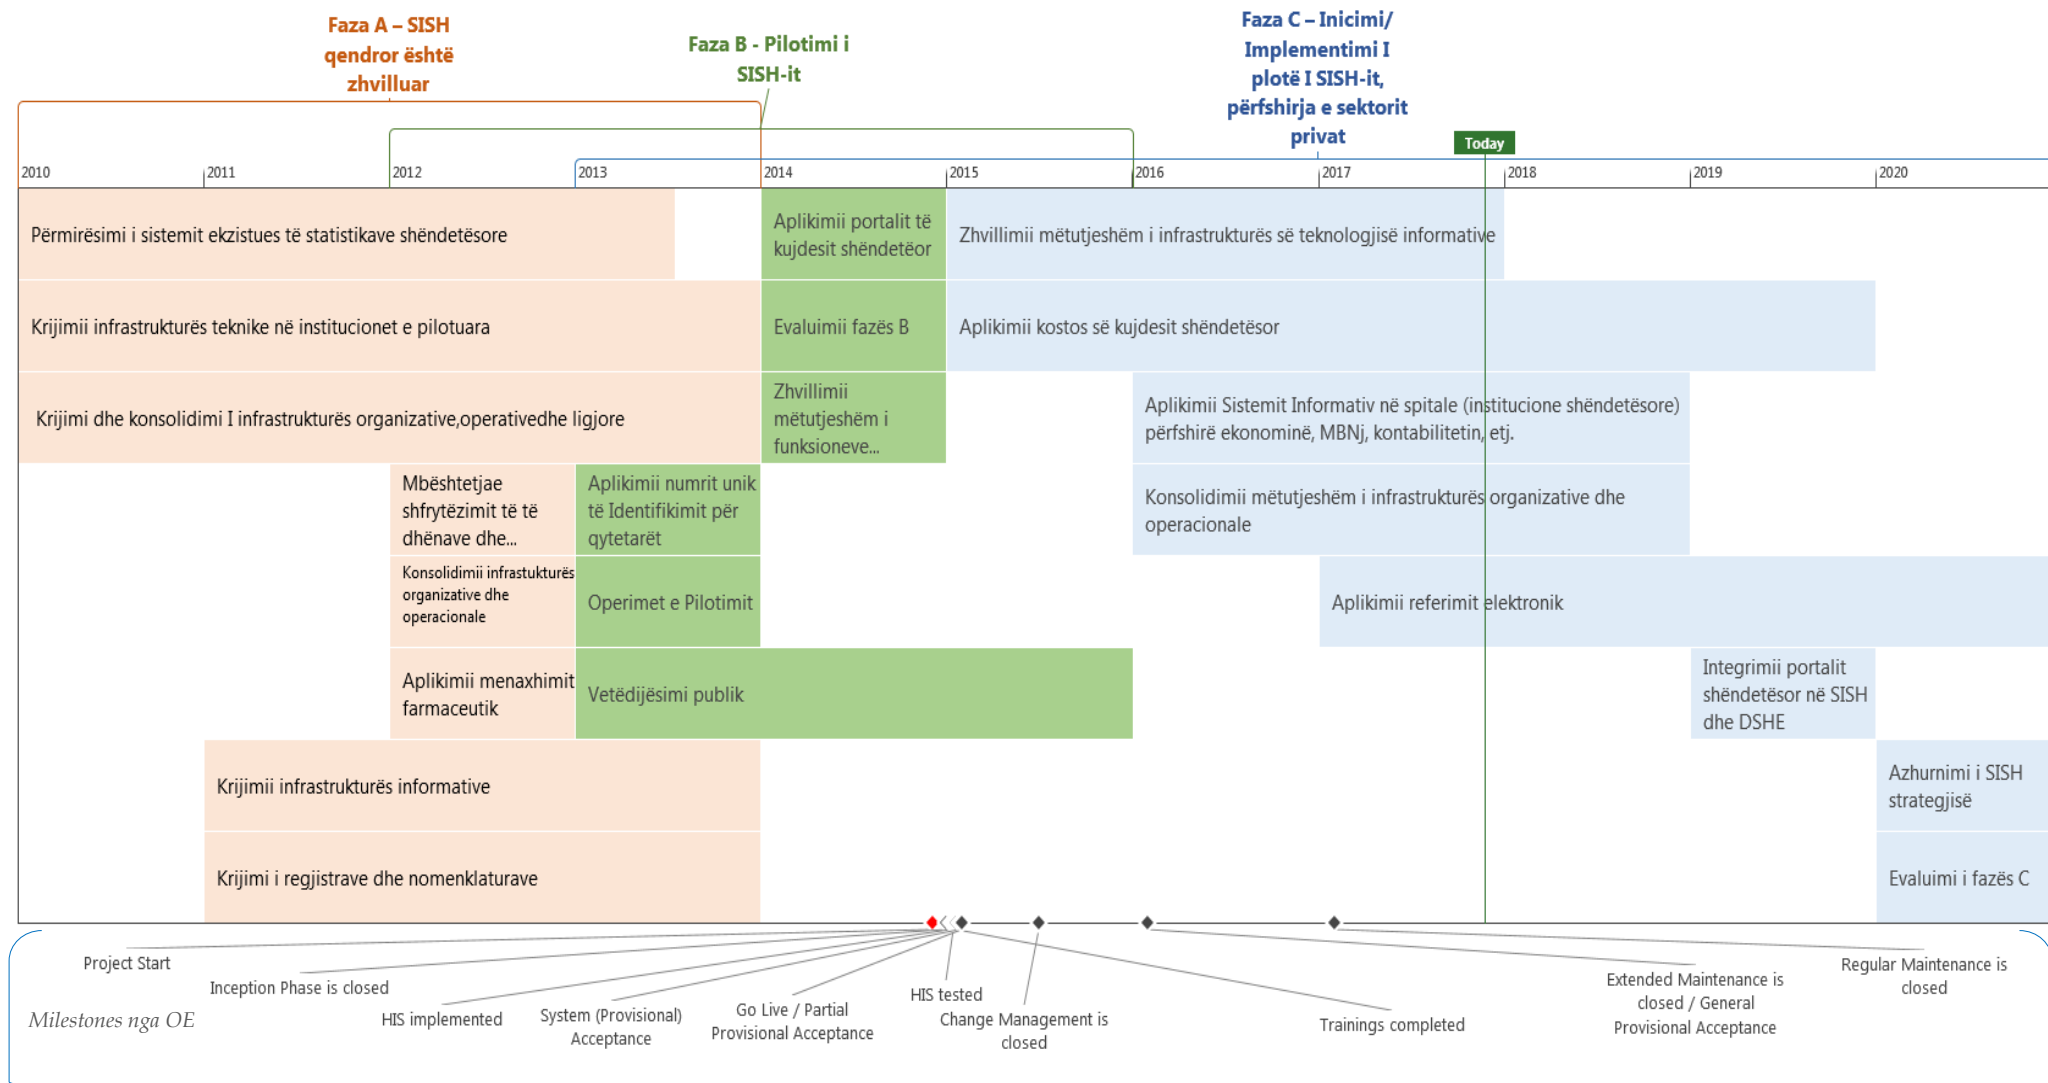 Faza A – SISH
qendror është
zhvilluar
Faza B - Pilotimi i
SISH-it
Faza C – Inicimi/
Implementimi I
plotë I SISH-it,
përfshirja e sektorit
privat
Today
2010
2011
2012
2013
2014
2015
2016
2017
2018
2019
2020
Përmirësimi i sistemit ekzistues të statistikave shëndetësore
Aplikimii portalit të
kujdesit shëndetëor
Zhvillimii mëtutjeshëm i infrastrukturës së teknologjisë informative
Krijimii infrastrukturës teknike në institucionet e pilotuara
Evaluimii fazës B
Aplikimii kostos së kujdesit shëndetësor
Krijimi dhe konsolidimi I infrastrukturës organizative,operativedhe ligjore
Zhvillimii
mëtutjeshëm i
funksioneve...
Aplikimii Sistemit Informativ në spitale (institucione shëndetësore)
përfshirë ekonominë, MBNj, kontabilitetin, etj.
Mbështetjae
shfrytëzimit të të
dhënave dhe...
Aplikimii numrit unik
të Identifikimit për
qytetarët
Konsolidimii mëtutjeshëm i infrastrukturës organizative dhe
operacionale
Konsolidimii infrastukturës
organizative dhe
operacionale
Operimet e Pilotimit
Aplikimii referimit elektronik
Aplikimii menaxhimit
farmaceutik
Vetëdijësimi publik
Integrimii portalit
shëndetësor në SISH
dhe DSHE
Krijimii infrastrukturës informative
Azhurnimi i SISH
strategjisë
Krijimi i regjistrave dhe nomenklaturave
Evaluimi i fazës C
Project Start
Inception Phase is closed
HIS implemented
System (Provisional)
Acceptance
Go Live / Partial
Provisional Acceptance
HIS tested
Change Management is
closed
Trainings completed
Extended Maintenance is
closed / General
Provisional Acceptance
Regular Maintenance is
closed
Milestones nga OE